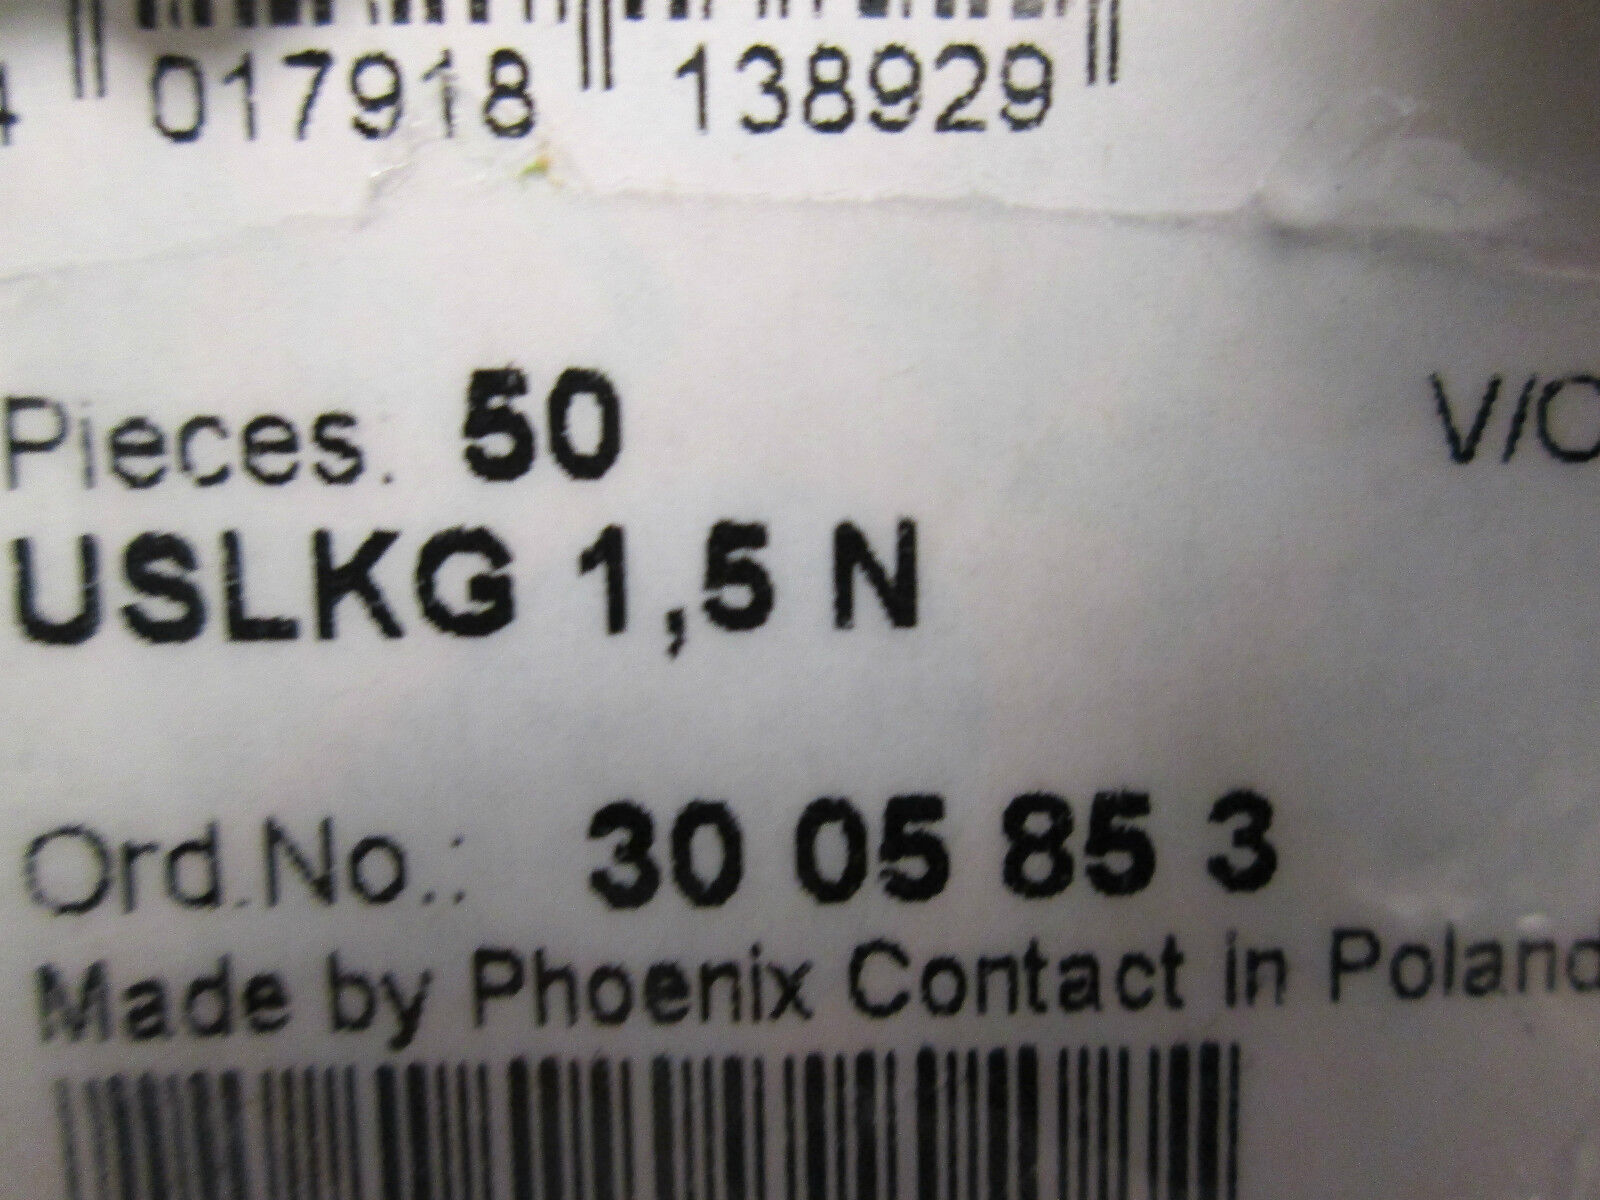 4 017918 138929
Pieces: 50 V/C
USLKG 1,5 N
Ord.No.: 30 05 85 3
Made by Phoenix Contact in Poland